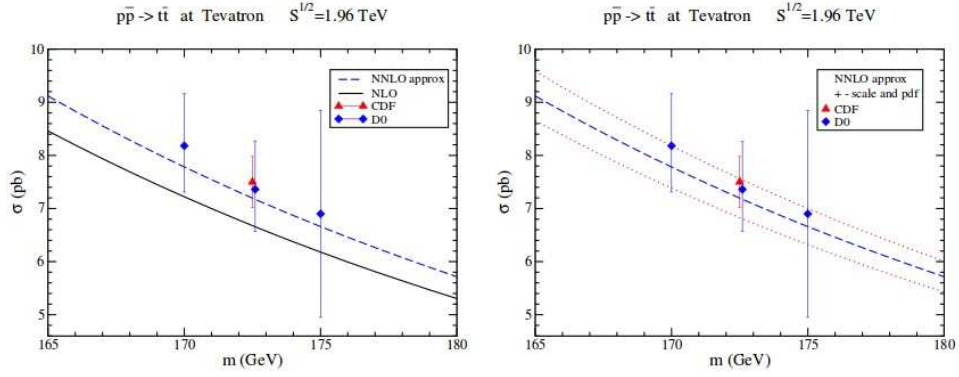 pp̅ -> tt̅ at Tevatron S^1/2=1.96 TeV
10
9
8
7
6
5
σ (pb)
NNLO approx
NLO
CDF
D0
165
170
175
180
m (GeV)
pp̅ -> tt̅ at Tevatron S^1/2=1.96 TeV
10
9
8
7
6
5
σ (pb)
NNLO approx
+ - scale and pdf
CDF
D0
165
170
175
180
m (GeV)